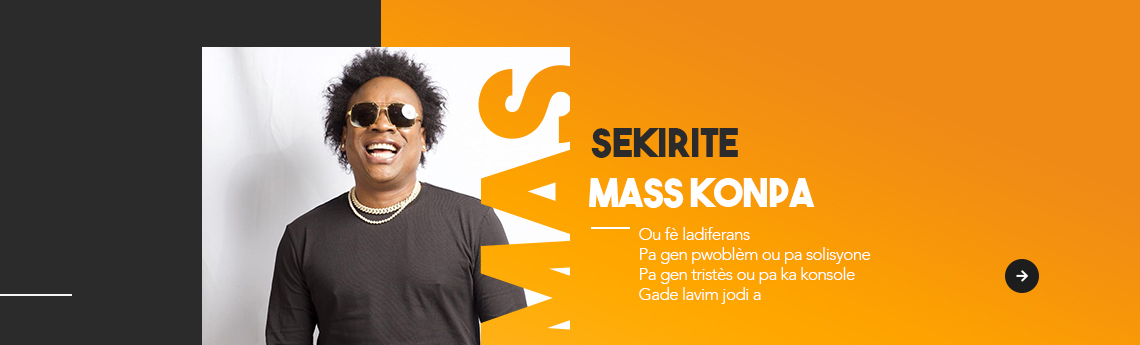 MAS
SEKIRITE
MASS KONPA
Ou fè ladiferans
Pa gen pwoblèm ou pa solisyone
Pa gen tristès ou pa ka konsole
Gade lavim jodi a